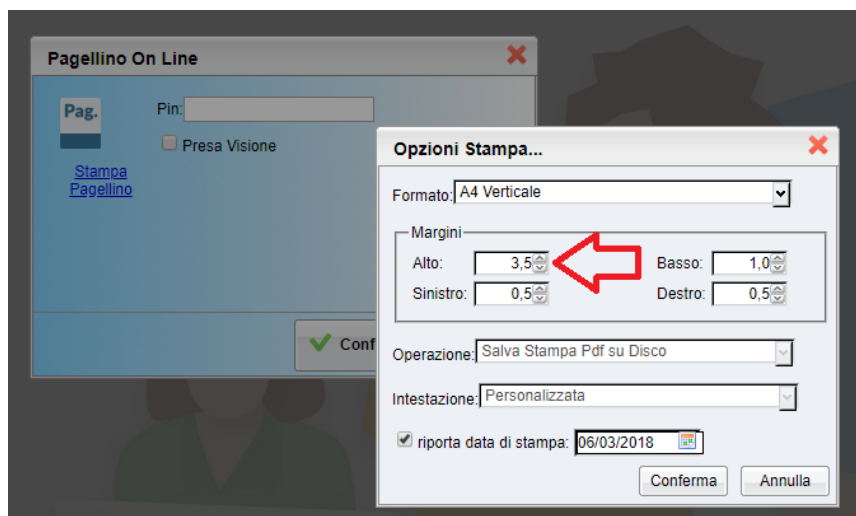 Pagellino On Line
Pag.
Pin:
Presa Visione
Stampa
Pagellino
Conf
Opzioni Stampa...
Formato: A4 Verticale
Margini
Alto: 3,5 Basso: 1,0
Sinistro: 0,5 Destro: 0,5
Operazione: Salva Stampa Pdf su Disco
Intestazione: Personalizzata
riporta data di stampa: 06/03/2018
Conferma Annulla